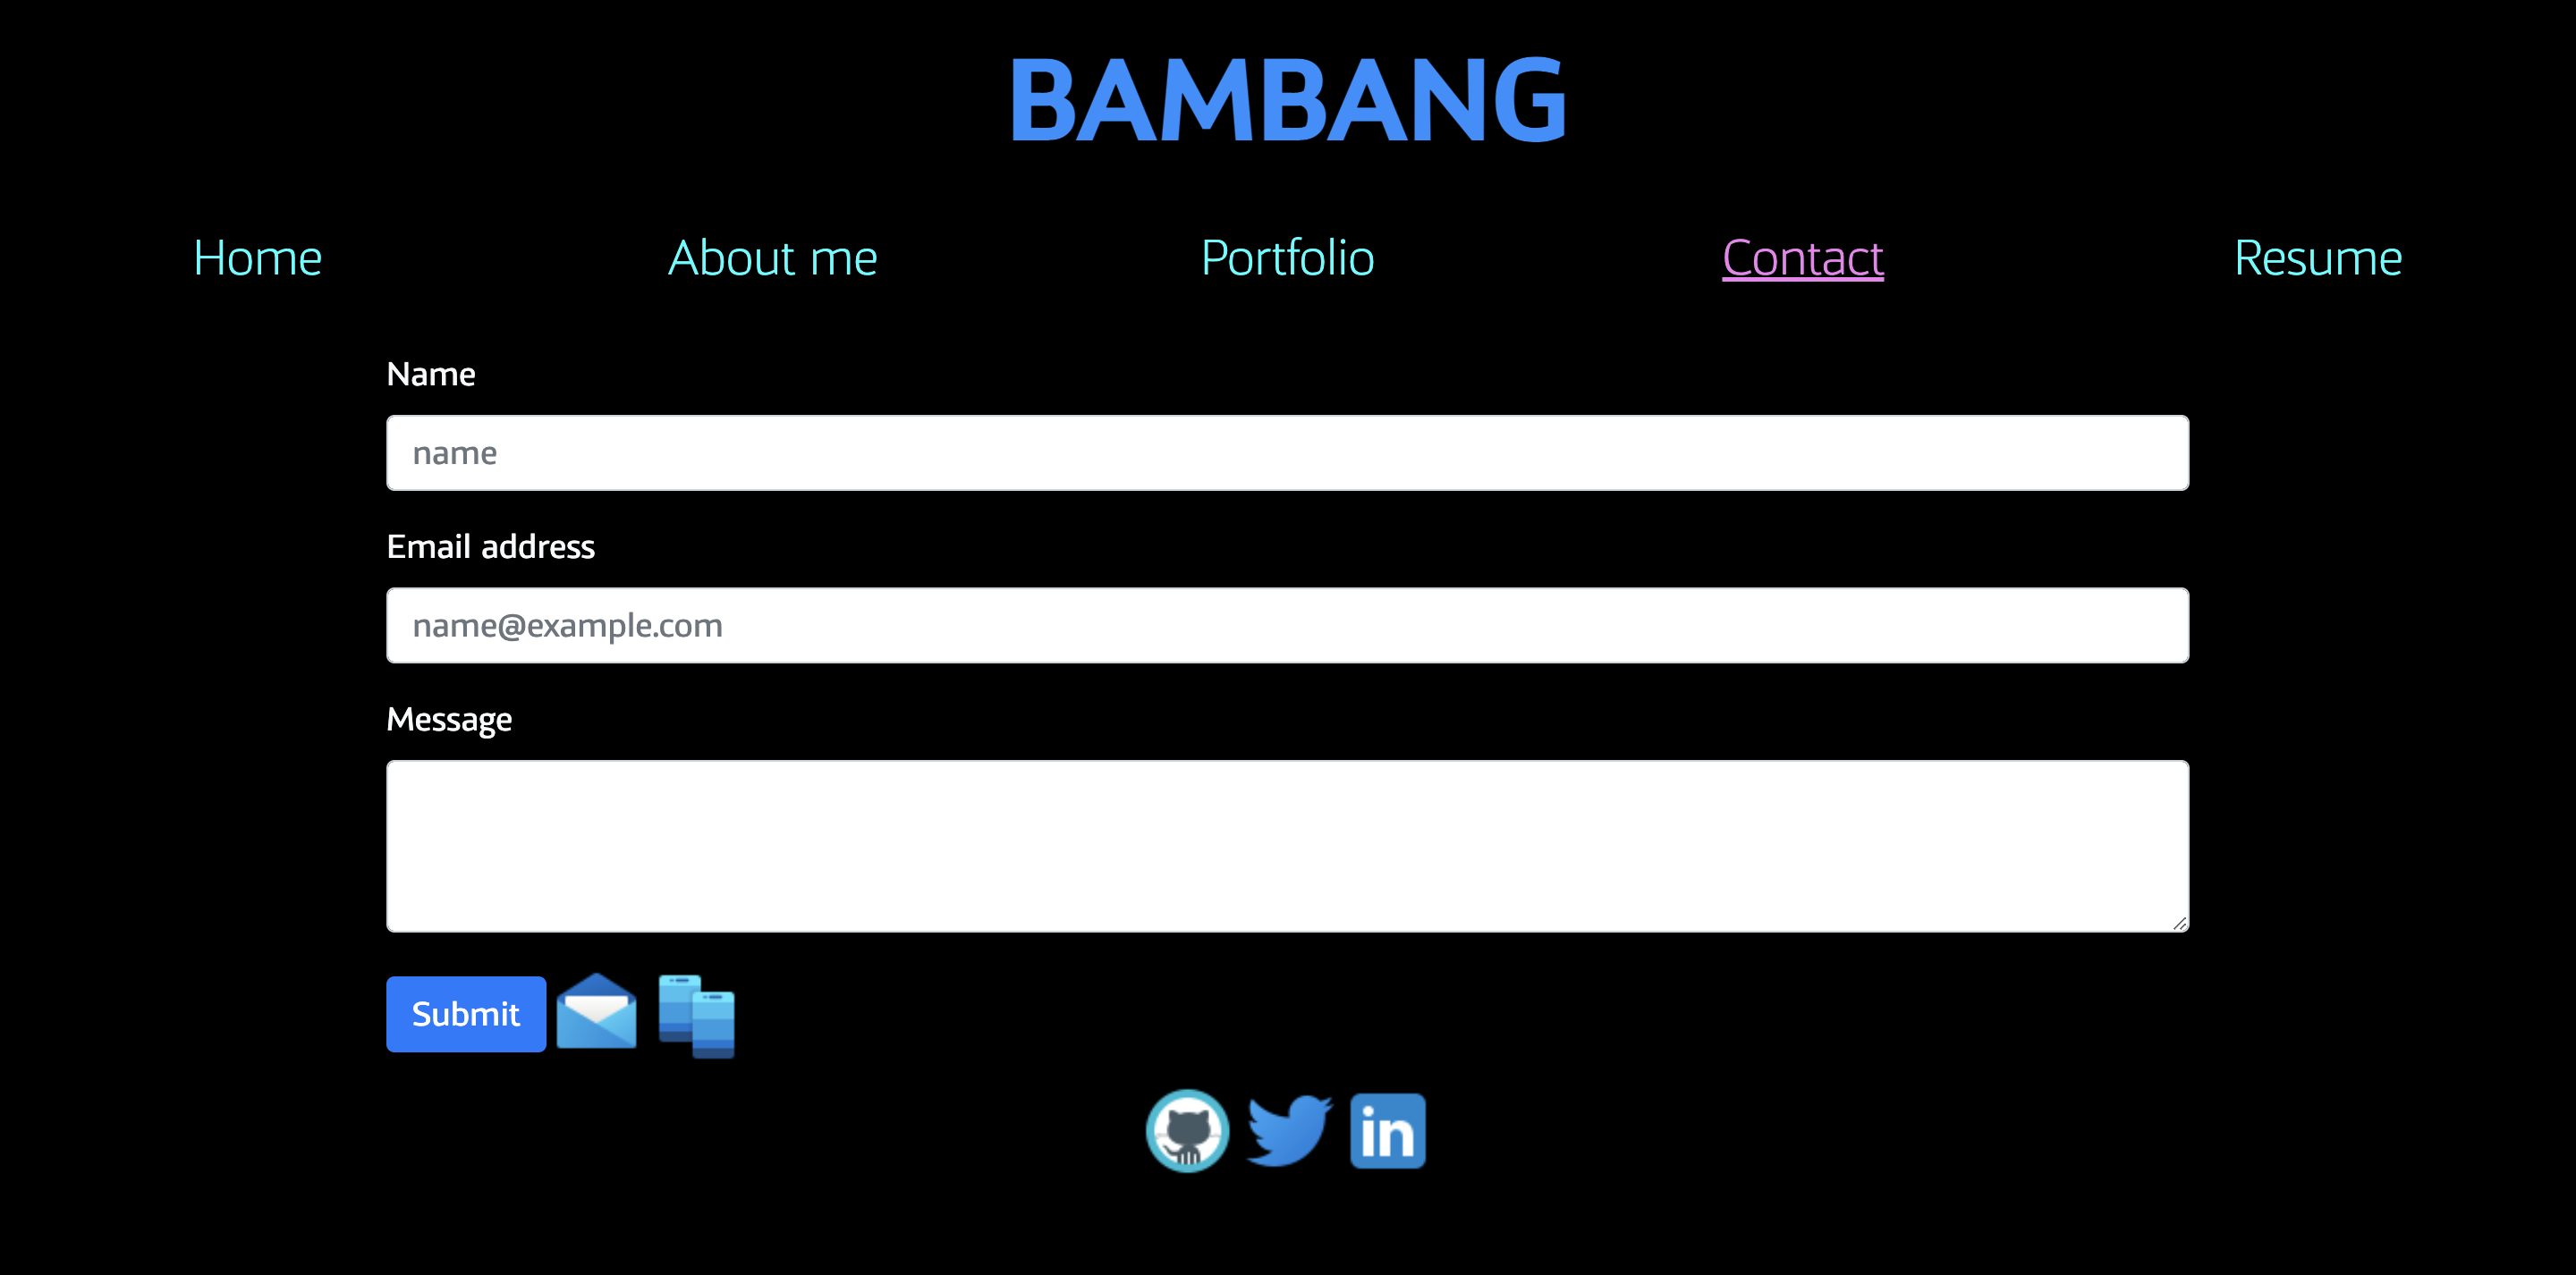 BAMBANG
Home About me Portfolio Contact Resume
Name
name
Email address
name@example.com
Message
Submit
in